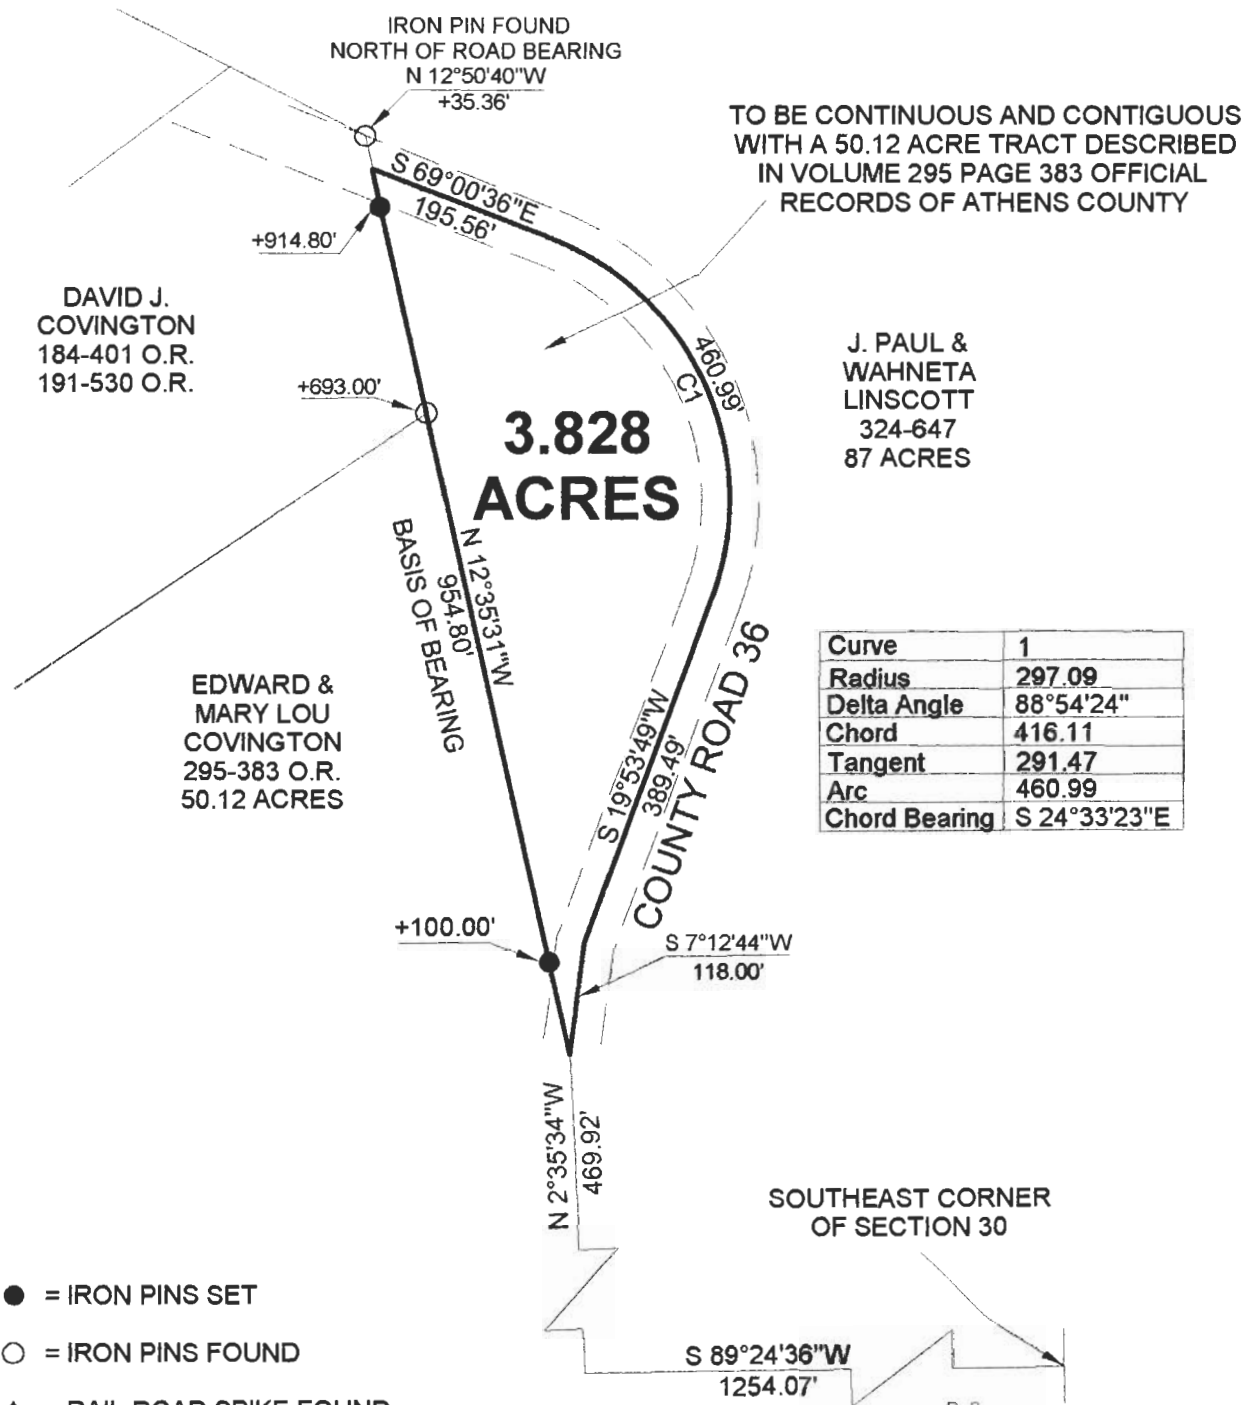 IRON PIN FOUND
NORTH OF ROAD BEARING
N 12°50'40"W
+35.36'
TO BE CONTINUOUS AND CONTIGUOUS
WITH A 50.12 ACRE TRACT DESCRIBED
IN VOLUME 295 PAGE 383 OFFICIAL
RECORDS OF ATHENS COUNTY
S 69°00'36"E
195.56'
+914.80'
DAVID J.
COVINGTON
184-401 O.R.
191-530 O.R.
460.99'
C1
J. PAUL &
WAHNETA
LINSCOTT
324-647
87 ACRES
+693.00'
3.828
ACRES
N 12°35'31"W
954.80'
BASIS OF BEARING
EDWARD &
MARY LOU
COVINGTON
295-383 O.R.
50.12 ACRES
S 19°53'49"W
389.49'
COUNTY ROAD 36
Curve 1
Radius 297.09
Delta Angle 88°54'24"
Chord 416.11
Tangent 291.47
Arc 460.99
Chord Bearing S 24°33'23"E
+100.00'
S 7°12'44"W
118.00'
N 2°35'34"W
469.92'
SOUTHEAST CORNER
OF SECTION 30
● = IRON PINS SET
○ = IRON PINS FOUND
= RAIL ROAD SPIKE FOUND
S 89°24'36"W
1254.07'